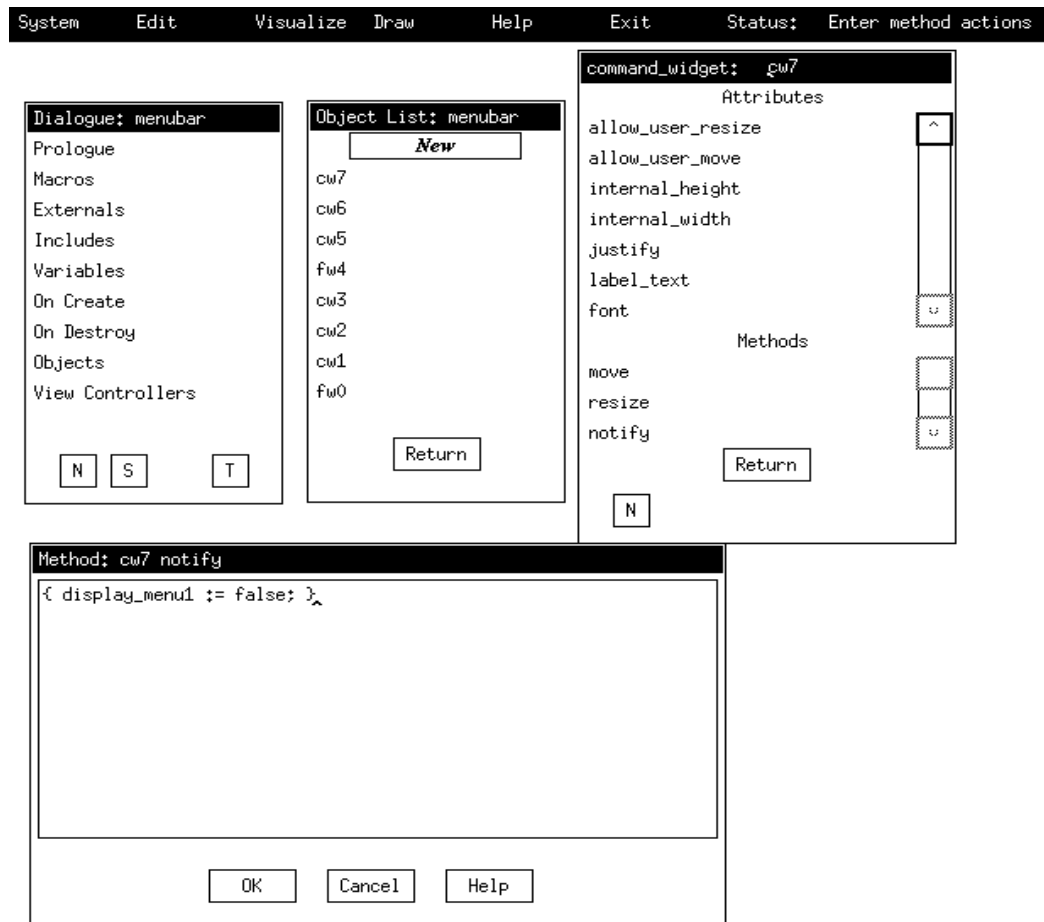 System Edit Visualize Draw Help Exit Status: Enter method actions
Dialogue: menubar
Prologue
Macros
Externals
Includes
Variables
On Create
On Destroy
Objects
View Controllers
N S T
Object List: menubar
New
cw7
cw6
cw5
fw4
cw3
cw2
cw1
fw0
Return
command_widget: cw7
Attributes
allow_user_resize
allow_user_move
internal_height
internal_width
justify
label_text
font
Methods
move
resize
notify
Return
N
Method: cw7 notify
{ display_menu1 := false; }
OK Cancel Help